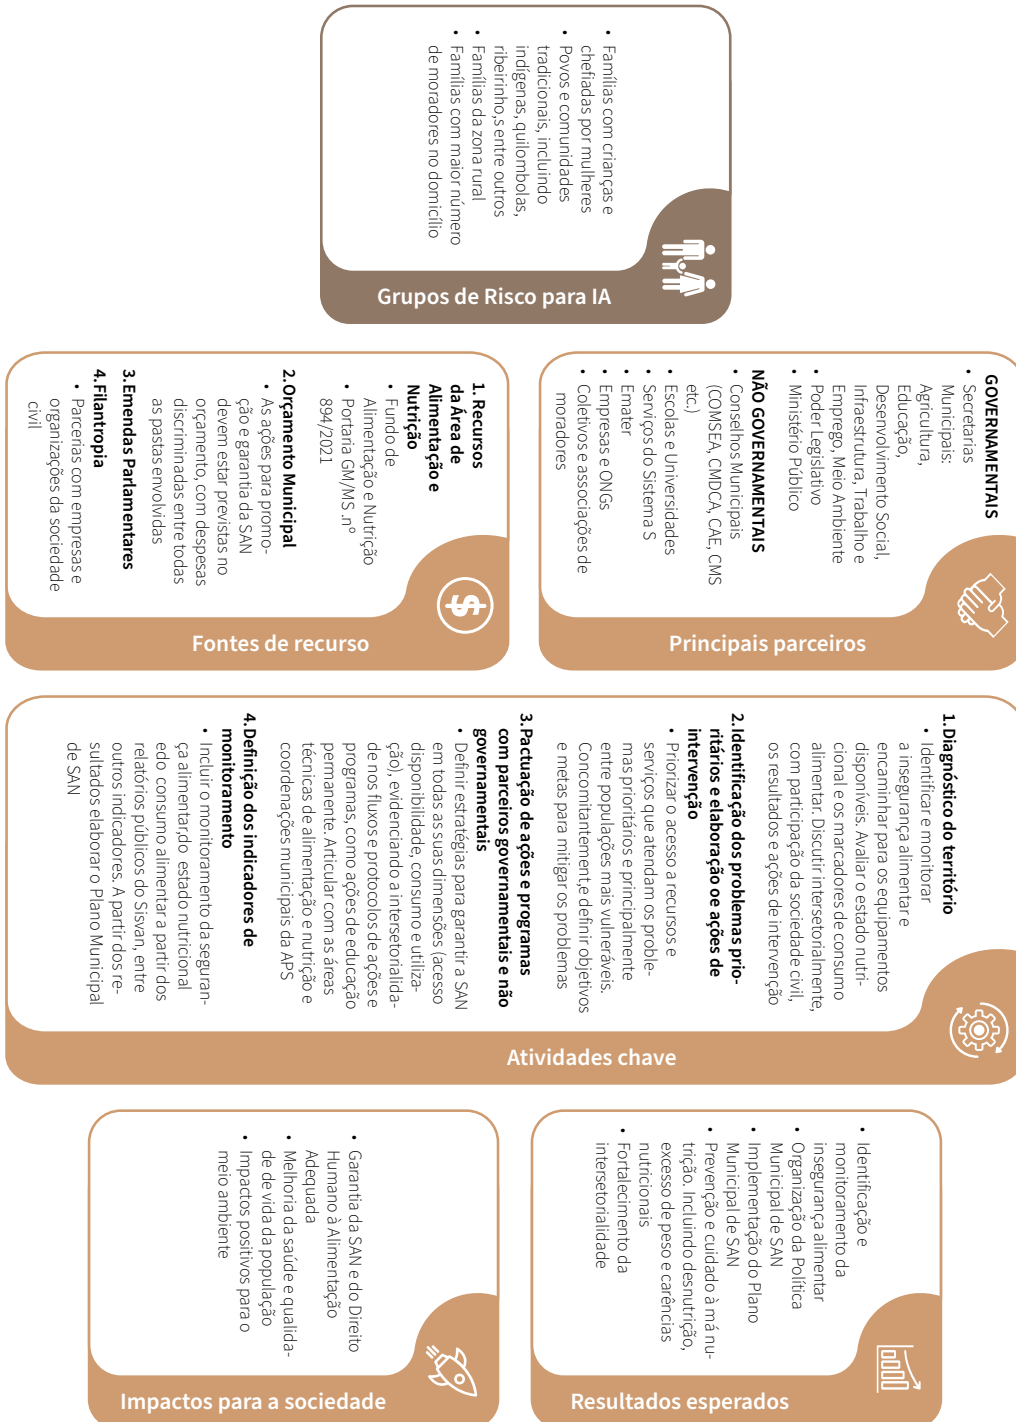 Grupos de Risco para IA
• Famílias com crianças e
chefiadas por mulheres
• Povos e comunidades
tradicionais, incluindo
indígenas, quilombolas,
ribeirinho,s entre outros
• Famílias da zona rural
• Famílias com maior número
de moradores no domicílio
Principais parceiros
GOVERNAMENTAIS
• Secretarias
Municipais:
Agricultura,
Educação,
Desenvolvimento Social,
Infraestrutura, Trabalho e
Emprego, Meio Ambiente
• Poder Legislativo
• Ministério Público
NÃO GOVERNAMENTAIS
• Conselhos Municipais
(COMSEA, CMDCA, CAE, CMS
etc.)
• Escolas e Universidades
• Serviços do Sistema S
• Emater
• Empresas e ONGs
• Coletivos e associações de
moradores
Fontes de recurso
1. Recursos
da Área de
Alimentação e
Nutrição
• Fundo de
Alimentação e Nutrição
• Portaria GM/MS .nº
894/2021
2.Orçamento Municipal
• As ações para promo-
ção e garantia da SAN
devem estar previstas no
orçamento, com despesas
discriminadas entre todas
as pastas envolvidas
3.Emendas Parlamentares
4.Filantropia
• Parcerias com empresas e
organizações da sociedade
civil
Atividades chave
1.Diagnóstico do território
• Identificar e monitorar
a insegurança alimentar e
encaminhar para os equipamentos
disponíveis. Avaliar o estado nutri-
cional e os marcadores de consumo
alimentar. Discutir intersetorialmente,
com participação da sociedade civil,
os resultados e ações de intervenção
2.Identificação dos problemas prio-
ritários e elaboração oe ações de
intervenção
• Priorizar o acesso a recursos e
serviços que atendam os proble-
mas prioritários e principalmente
entre populações mais vulneráveis.
Concomitantement,e definir objetivos
e metas para mitigar os problemas
3.Pactuação de ações e programas
com parceiros governamentais e não
governamentais
• Definir estratégias para garantir a SAN
em todas as suas dimensões (acesso
disponibilidade, consumo e utiliza-
ção), evidenciando a intersetorialida-
de nos fluxos e protocolos de ações e
programas, como ações de educação
permanente. Articular com as áreas
técnicas de alimentação e nutrição e
coordenações municipais da APS
4.Definição dos indicadores de
monitoramento
• Incluir o monitoramento da seguran-
ça alimentar,do estado nutricional
edo consumo alimentar a partir dos
relatórios públicos do Sisvan, entre
outros indicadores. A partir dos re-
sultados elaborar o Plano Municipal
de SAN
Resultados esperados
• Identificação e
monitoramento da
insegurança alimentar
• Organização da Política
Municipal de SAN
• Implementação do Plano
Municipal de SAN
• Prevenção e cuidado à má nu-
trição. Incluindo desnutrição,
excesso de peso e carências
nutricionais
• Fortalecimento da
intersetorialidade
Impactos para a sociedade
• Garantia da SAN e do Direito
Humano à Alimentação
Adequada
• Melhoria da saúde e qualida-
de de vida da população
• Impactos positivos para o
meio ambiente